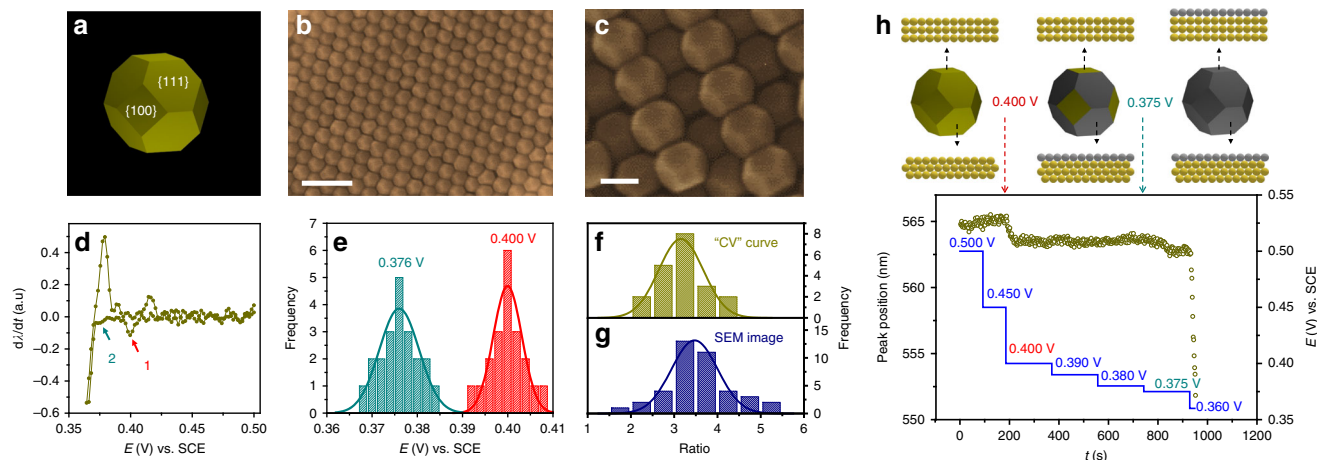 a
{111}
{100}
b
c
h
0.400 V
0.375 V
d
dλ/dt (a.u)
0.4
0.2
0.0
−0.2
−0.4
−0.6
2
1
0.35
0.40
0.45
0.50
E (V) vs. SCE
e
Frequency
7
6
5
4
3
2
1
0
0.376 V
0.400 V
0.36
0.37
0.38
0.39
0.40
0.41
E (V) vs. SCE
f
"CV" curve
8
6
4
2
0
g
SEM image
15
10
5
0
Frequency
1
2
3
4
5
6
Ratio
Peak position (nm)
565
560
555
550
0.500 V
0.450 V
0.400 V
0.390 V
0.380 V
0.375 V
0.360 V
0.55
0.50
0.45
0.40
0.35
E (V) vs. SCE
0
200
400
600
800
1000
1200
t (s)